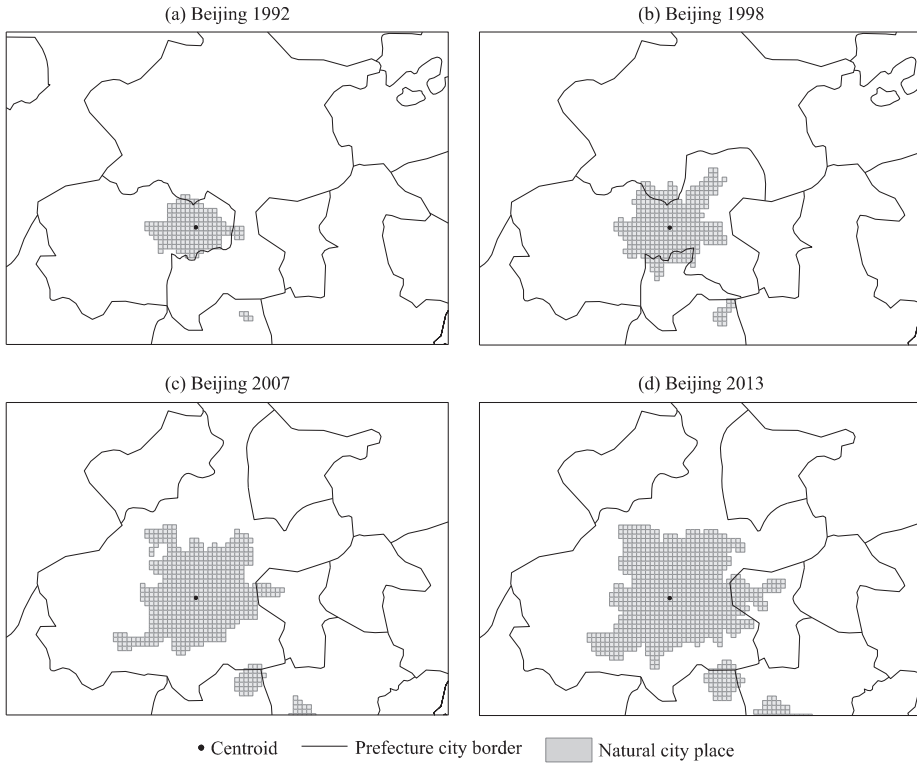 (a) Beijing 1992
(b) Beijing 1998
(c) Beijing 2007
(d) Beijing 2013
Centroid
Prefecture city border
Natural city place